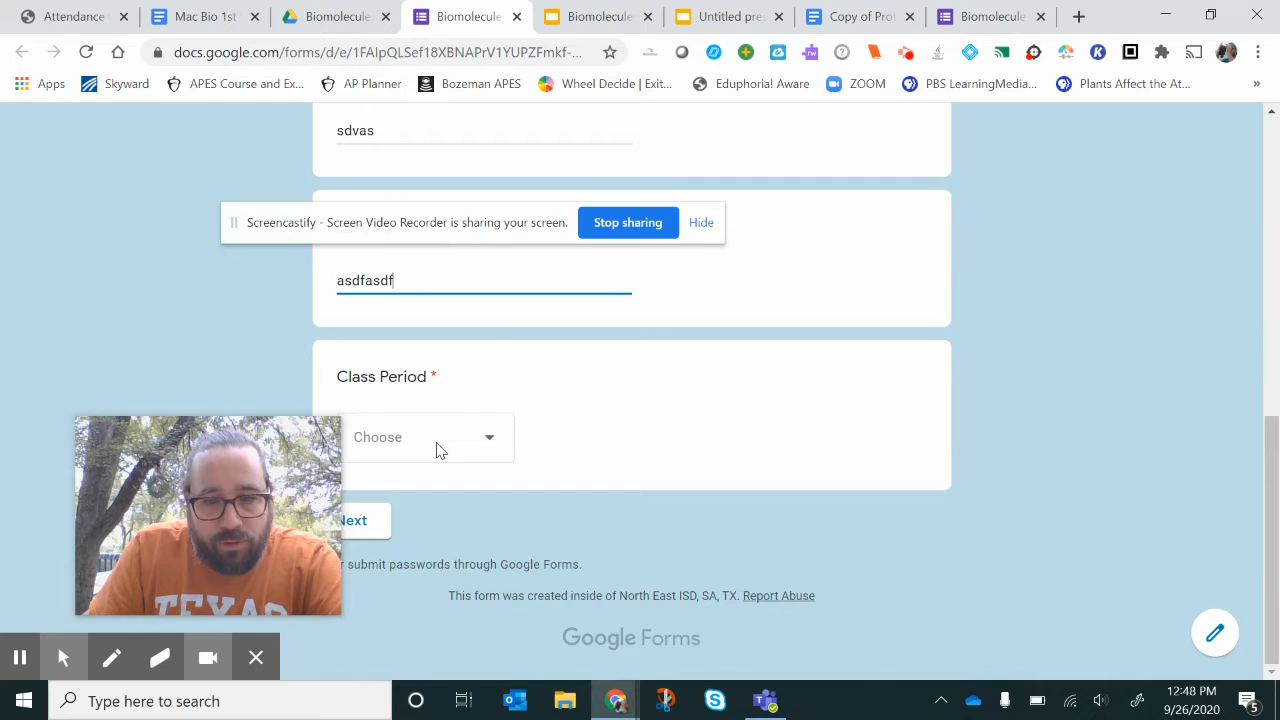 Attendance
Mac Bio 1st
Biomolecule
Biomolecule
Biomolecule
Untitled pres
Copy of Prot
Biomolecule
docs.google.com/forms/d/e/1FAIpQLSef18XBNAPrV1YUPZFmkf-...
Apps
Skyward
APES Course and Ex...
AP Planner
Bozeman APES
Wheel Decide | Exit...
Eduphoria! Aware
ZOOM
PBS LearningMedia...
Plants Affect the At...
»
sdvas
Screencastify - Screen Video Recorder is sharing your screen.
Stop sharing
Hide
asdfasdf
Class Period *
Choose
Next
submit passwords through Google Forms.
This form was created inside of North East ISD, SA, TX. Report Abuse
Google Forms
TEXAS
Type here to search
12:48 PM
9/26/2020
5